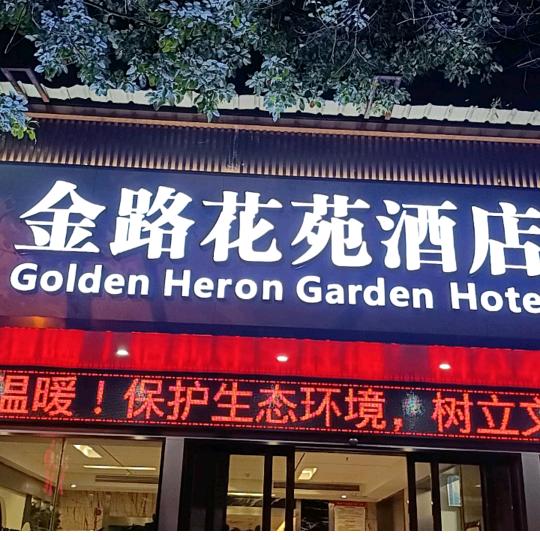 金路花苑酒店
Golden Heron Garden Hote
温暖！保护生态环境，树立文